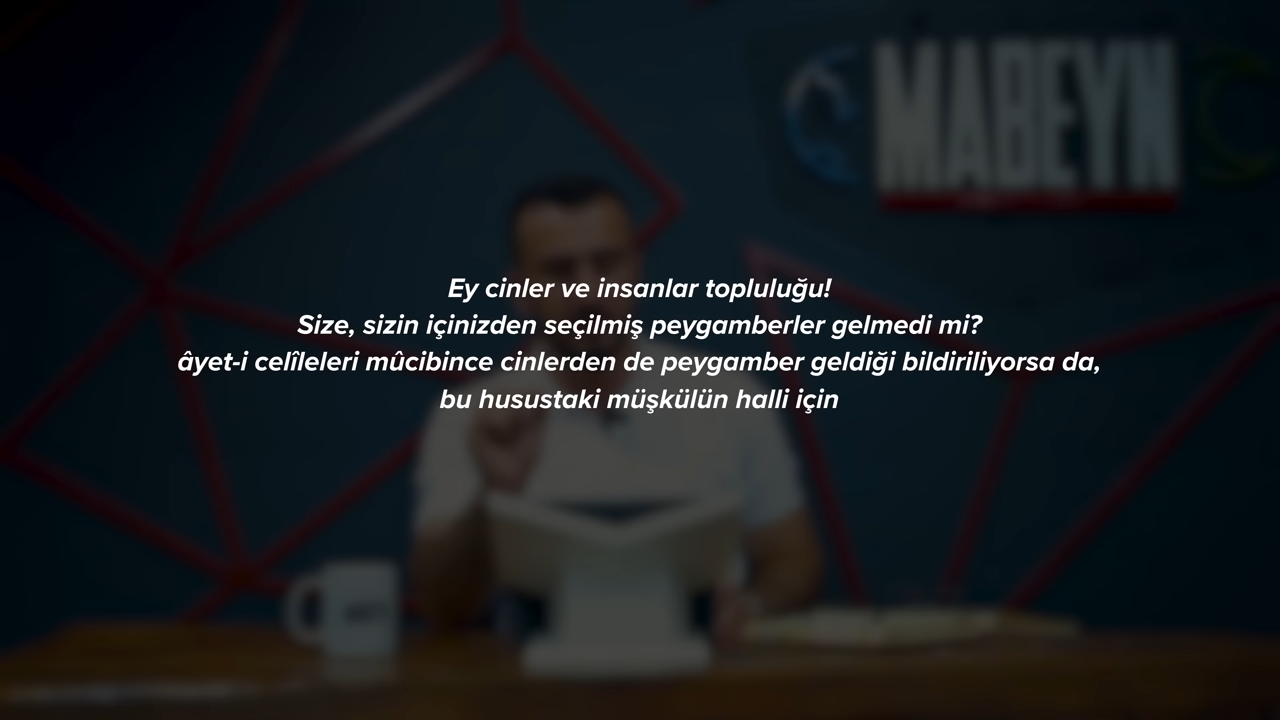 MABEYN
Ey cinler ve insanlar topluluğu!
Size, sizin içinizden seçilmiş peygamberler gelmedi mi?
âyet-i celîleleri mûcibince cinlerden de peygamber geldiği bildiriliyorsa da,
bu husustaki müşkülün halli için